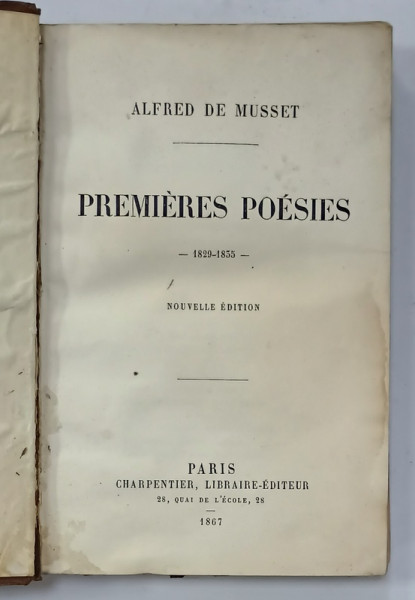 ALFRED DE MUSSET
PREMIÈRES POÉSIES
— 1829-1835 —
NOUVELLE ÉDITION
PARIS
CHARPENTIER, LIBRAIRE-ÉDITEUR
28, QUAI DE L'ÉCOLE, 28
1867